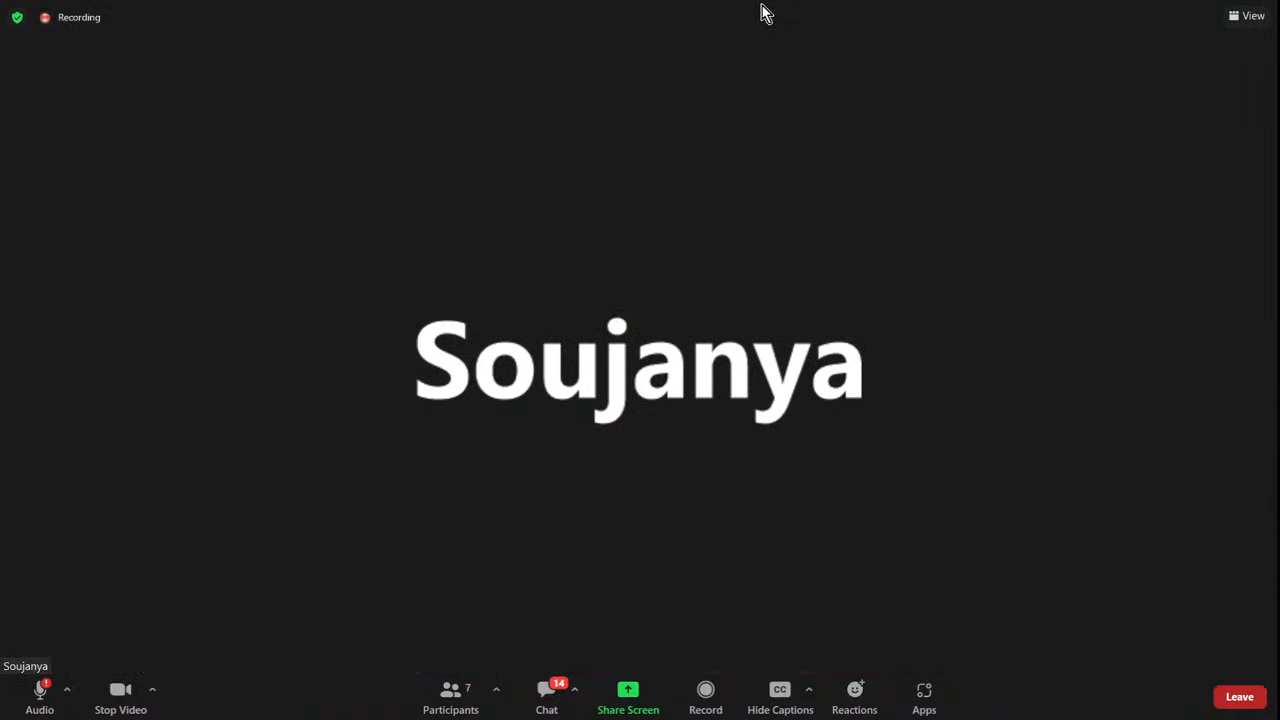 Recording
View
Soujanya
Soujanya
Audio
Stop Video
7
Participants
14
Chat
Share Screen
Record
CC
Hide Captions
Reactions
Apps
Leave